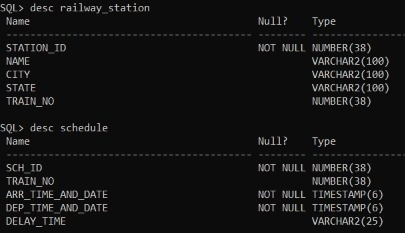 SQL> desc railway_station
Name Null? Type
----------------------------------------- -------- ----------------------------
STATION_ID NOT NULL NUMBER(38)
NAME VARCHAR2(100)
CITY VARCHAR2(100)
STATE VARCHAR2(100)
TRAIN_NO NUMBER(38)
SQL> desc schedule
Name Null? Type
----------------------------------------- -------- ----------------------------
SCH_ID NOT NULL NUMBER(38)
TRAIN_NO NUMBER(38)
ARR_TIME_AND_DATE NOT NULL TIMESTAMP(6)
DEP_TIME_AND_DATE NOT NULL TIMESTAMP(6)
DELAY_TIME VARCHAR2(25)